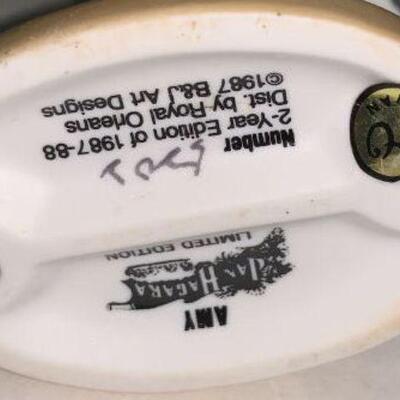 AMY
JAN HAGARA
LIMITED EDITION
Number
2-Year Edition of 1987-88
Dist. by Royal Orleans
©1987 B&J Art Designs